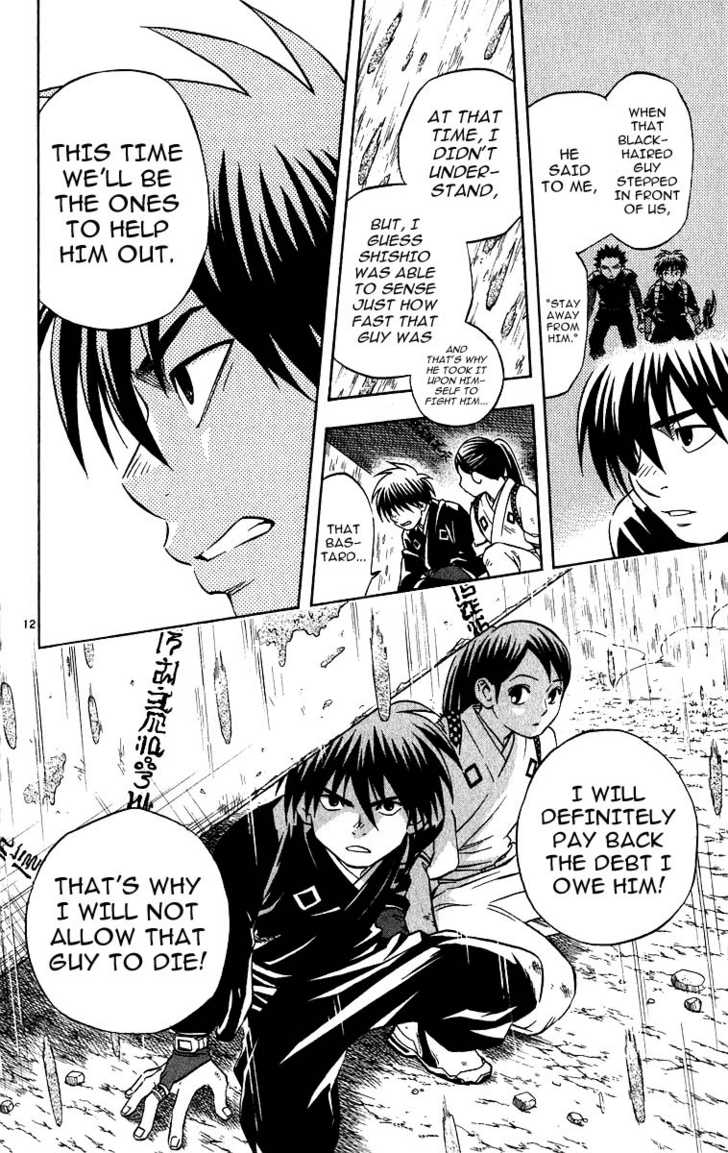 WHEN
THAT
BLACK-
HAIRED
GUY
STEPPED
IN FRONT
OF US,
HE
SAID
TO ME,
"STAY
AWAY
FROM
HIM."
AT THAT
TIME, I
DIDN'T
UNDER-
STAND,
BUT, I
GUESS
SHISHIO
WAS ABLE
TO SENSE
JUST HOW
FAST THAT
GUY WAS
AND
THAT'S WHY
HE TOOK IT
UPON HIM-
SELF TO
FIGHT HIM...
THAT
BAS-
TARD...
THIS TIME
WE'LL BE
THE ONES
TO HELP
HIM OUT.
12
I WILL
DEFINITELY
PAY BACK
THE DEBT I
OWE HIM!
THAT'S WHY
I WILL NOT
ALLOW THAT
GUY TO DIE!